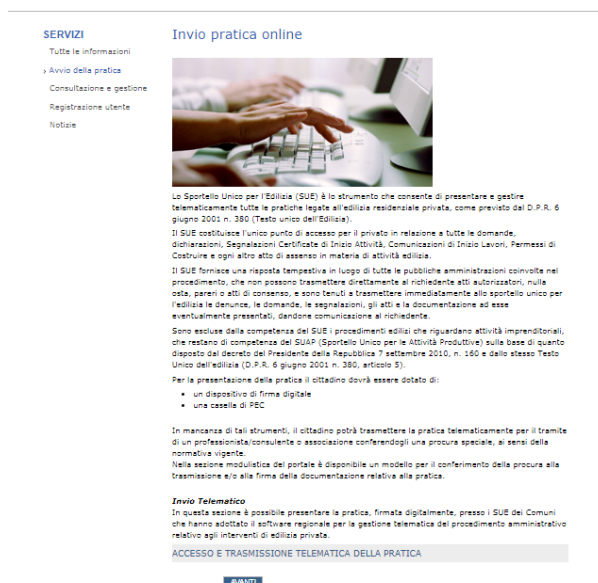 SERVIZI
Tutte le informazioni
› Avvio della pratica
Consultazione e gestione
Registrazione utente
Notizie
Invio pratica online
Lo Sportello Unico per l'Edilizia (SUE) è lo strumento che consente di presentare e gestire
telematicamente tutte le pratiche legate all'edilizia residenziale privata, come previsto dal D.P.R. 6
giugno 2001 n. 380 (Testo unico dell'Edilizia).
Il SUE costituisce l'unico punto di accesso per il privato in relazione a tutte le domande,
dichiarazioni, Segnalazioni Certificate di Inizio Attività, Comunicazioni di Inizio Lavori, Permessi di
Costruire e ogni altro atto di assenso in materia di attività edilizia.
Il SUE fornisce una risposta tempestiva in luogo di tutte le pubbliche amministrazioni coinvolte nel
procedimento, che non possono trasmettere direttamente al richiedente atti autorizzatori, nulla
osta, pareri o atti di consenso, e sono tenuti a trasmettere immediatamente allo sportello unico per
l'edilizia le denunce, le domande, le segnalazioni, gli atti e la documentazione ad esse
eventualmente presentati, dandone comunicazione al richiedente.
Sono escluse dalla competenza del SUE i procedimenti edilizi che riguardano attività imprenditoriali,
che restano di competenza del SUAP (Sportello Unico per le Attività Produttive) sulla base di quanto
disposto dal decreto del Presidente della Repubblica 7 settembre 2010, n. 160 e dallo stesso Testo
Unico dell'edilizia (D.P.R. 6 giugno 2001 n. 380, articolo 5).
Per la presentazione della pratica il cittadino dovrà essere dotato di:
• un dispositivo di firma digitale
• una casella di PEC
In mancanza di tali strumenti, il cittadino potrà trasmettere la pratica telematicamente per il tramite
di un professionista/consulente o associazione conferendogli una procura speciale, ai sensi della
normativa vigente.
Nella sezione modulistica del portale è disponibile un modello per il conferimento della procura alla
trasmissione e/o alla firma della documentazione relativa alla pratica.
Invio Telematico
In questa sezione è possibile presentare la pratica, firmata digitalmente, presso i SUE dei Comuni
che hanno adottato il software regionale per la gestione telematica del procedimento amministrativo
relativo agli interventi di edilizia privata.
ACCESSO E TRASMISSIONE TELEMATICA DELLA PRATICA
AVANTI